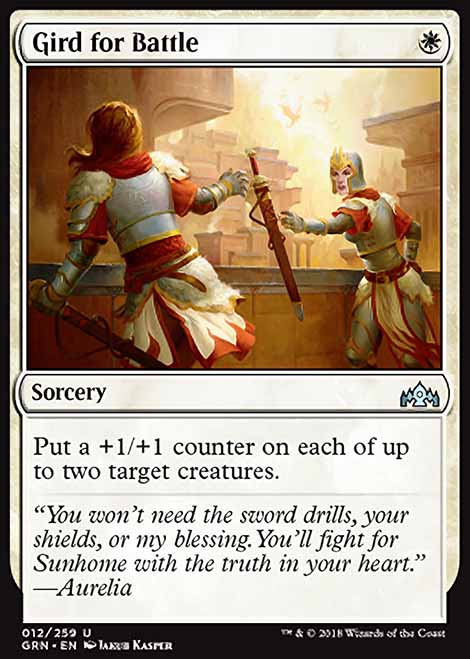 Gird for Battle
Sorcery
Put a +1/+1 counter on each of up
to two target creatures.
“You won’t need the sword drills, your
shields, or my blessing. You’ll fight for
Sunhome with the truth in your heart.”
—Aurelia
012/259 U
GRN • EN Jakub Kasper
™ & © 2018 Wizards of the Coast